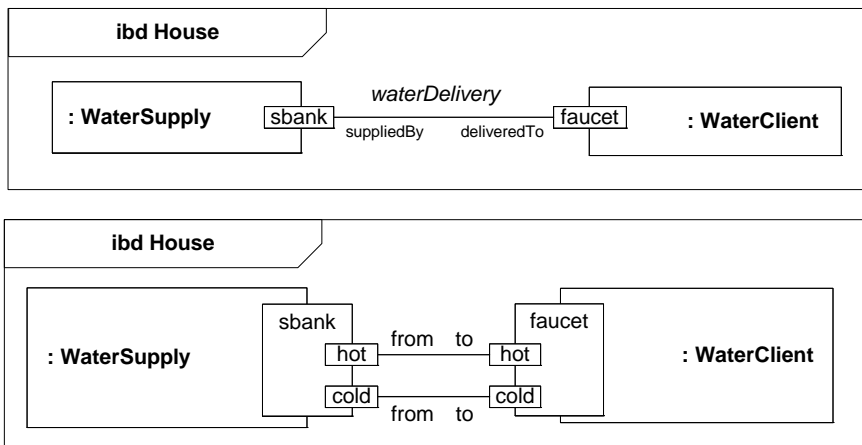 ibd House
waterDelivery
: WaterSupply sbank faucet : WaterClient
suppliedBy deliveredTo
ibd House
sbank faucet
from to
: WaterSupply hot hot : WaterClient
cold cold
from to